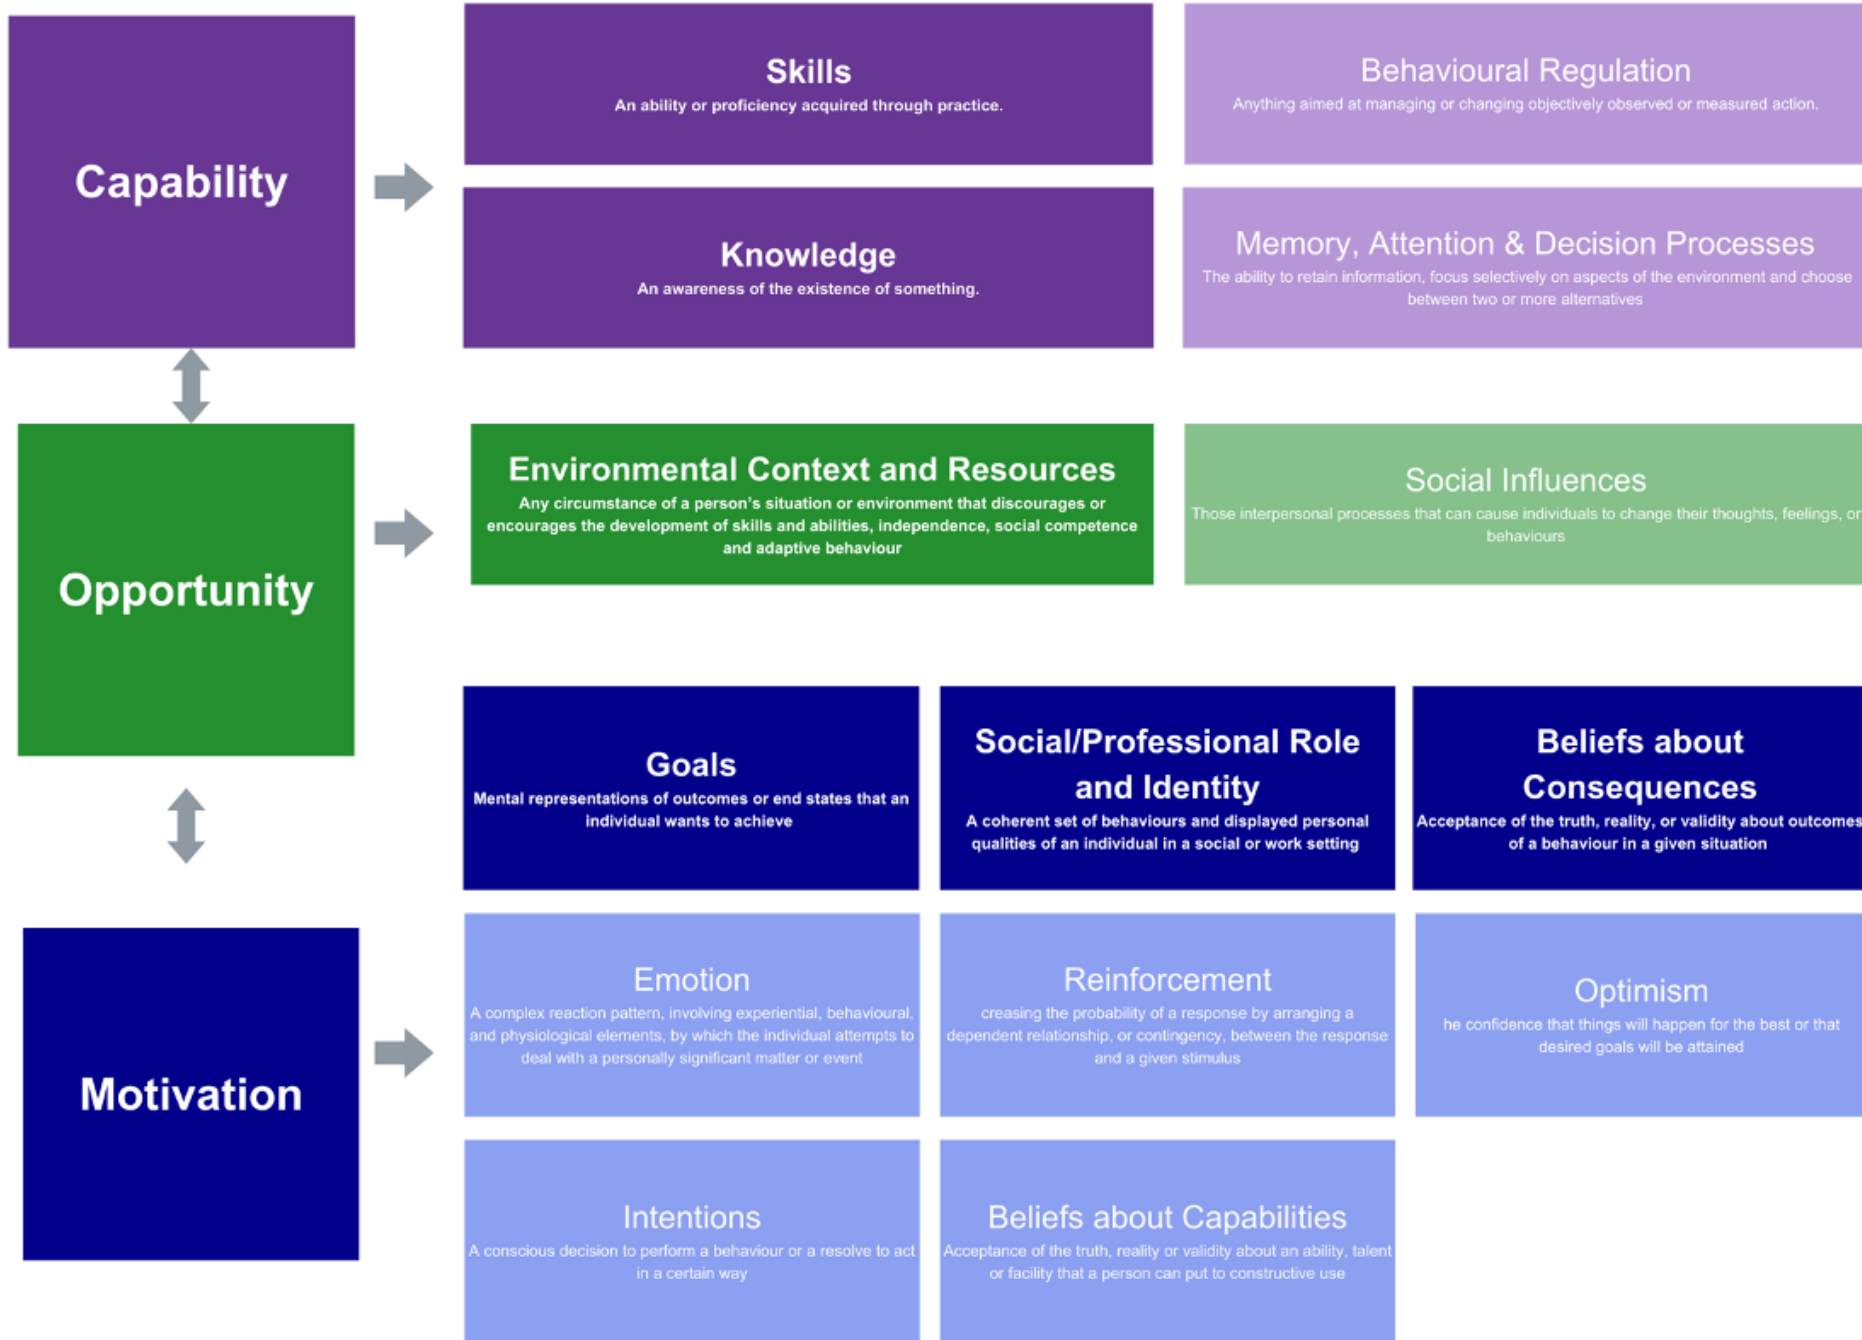 Capability
Skills
An ability or proficiency acquired through practice.
Behavioural Regulation
Anything aimed at managing or changing objectively observed or measured action.
Knowledge
An awareness of the existence of something.
Memory, Attention & Decision Processes
The ability to retain information, focus selectively on aspects of the environment and choose
between two or more alternatives
Opportunity
Environmental Context and Resources
Any circumstance of a person's situation or environment that discourages or
encourages the development of skills and abilities, independence, social competence
and adaptive behaviour
Social Influences
Those interpersonal processes that can cause individuals to change their thoughts, feelings, or
behaviours
Motivation
Goals
Mental representations of outcomes or end states that an
individual wants to achieve
Social/Professional Role
and Identity
A coherent set of behaviours and displayed personal
qualities of an individual in a social or work setting
Beliefs about
Consequences
Acceptance of the truth, reality, or validity about outcomes
of a behaviour in a given situation
Emotion
A complex reaction pattern, involving experiential, behavioural,
and physiological elements, by which the individual attempts to
deal with a personally significant matter or event
Reinforcement
creasing the probability of a response by arranging a
dependent relationship, or contingency, between the response
and a given stimulus
Optimism
he confidence that things will happen for the best or that
desired goals will be attained
Intentions
A conscious decision to perform a behaviour or a resolve to act
in a certain way
Beliefs about Capabilities
Acceptance of the truth, reality or validity about an ability, talent
or facility that a person can put to constructive use